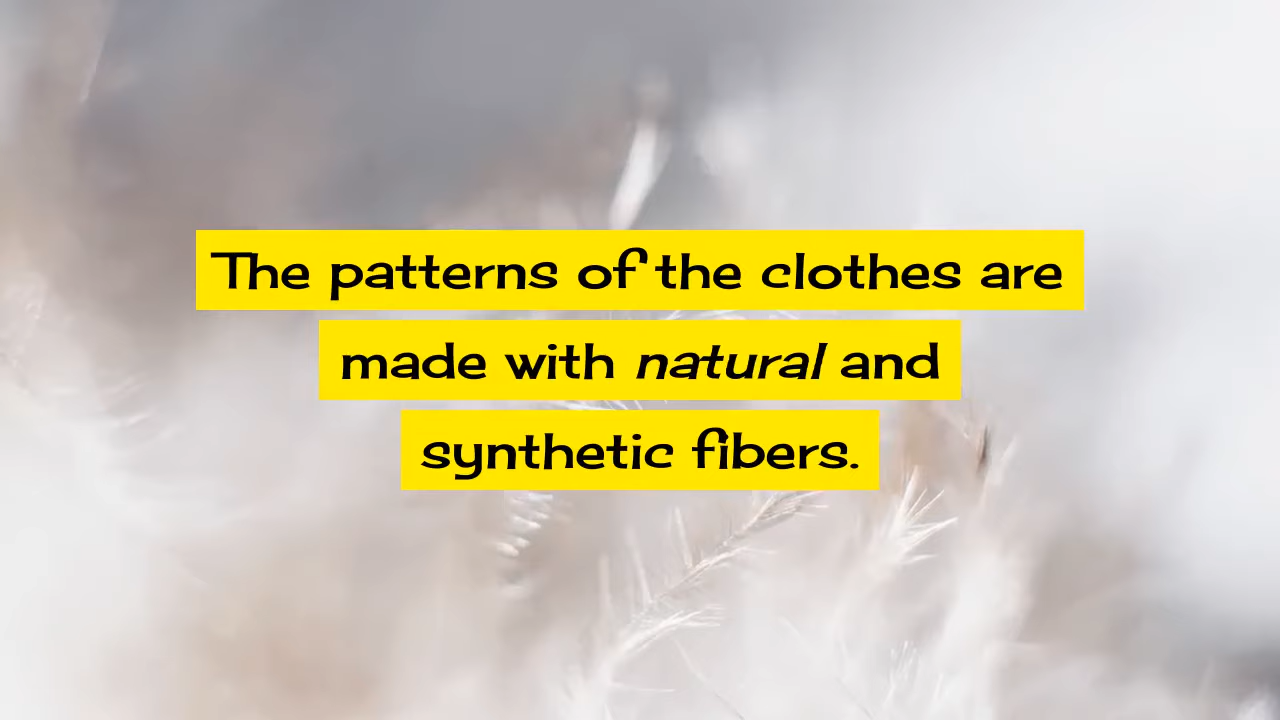 The patterns of the clothes are
made with natural and
synthetic fibers.